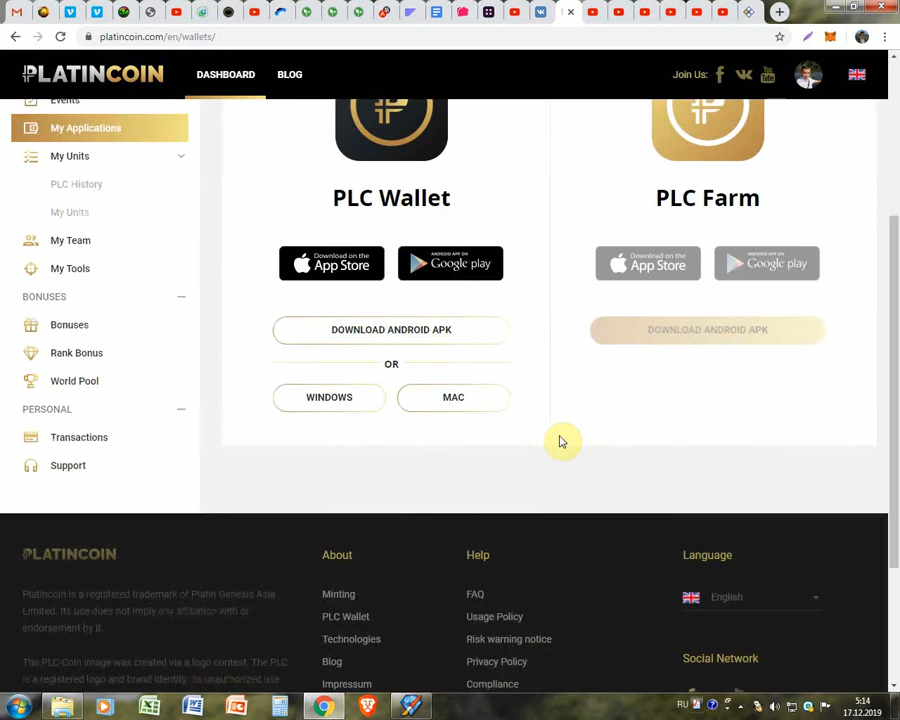 platincoin.com/en/wallets/
PLATINCOIN
DASHBOARD
BLOG
Join Us:
You Tube
Events
My Applications
My Units
PLC History
My Units
My Team
My Tools
BONUSES
Bonuses
Rank Bonus
World Pool
PERSONAL
Transactions
Support
PLC Wallet
Download on the
App Store
ANDROID APP ON
Google play
DOWNLOAD ANDROID APK
OR
WINDOWS
MAC
PLC Farm
Download on the
App Store
ANDROID APP ON
Google play
DOWNLOAD ANDROID APK
PLATINCOIN
Platincoin is a registered trademark of Platin Genesis Asia
Limited. Its use does not imply any affiliation with or
endorsement by it.
The PLC-Coin image was created via a logo contest. The PLC
is a registered logo and brand identity. Its unauthorized use
About
Minting
PLC Wallet
Technologies
Blog
Impressum
Help
FAQ
Usage Policy
Risk warning notice
Privacy Policy
Compliance
Language
English
Social Network
RU
5:14
17.12.2019